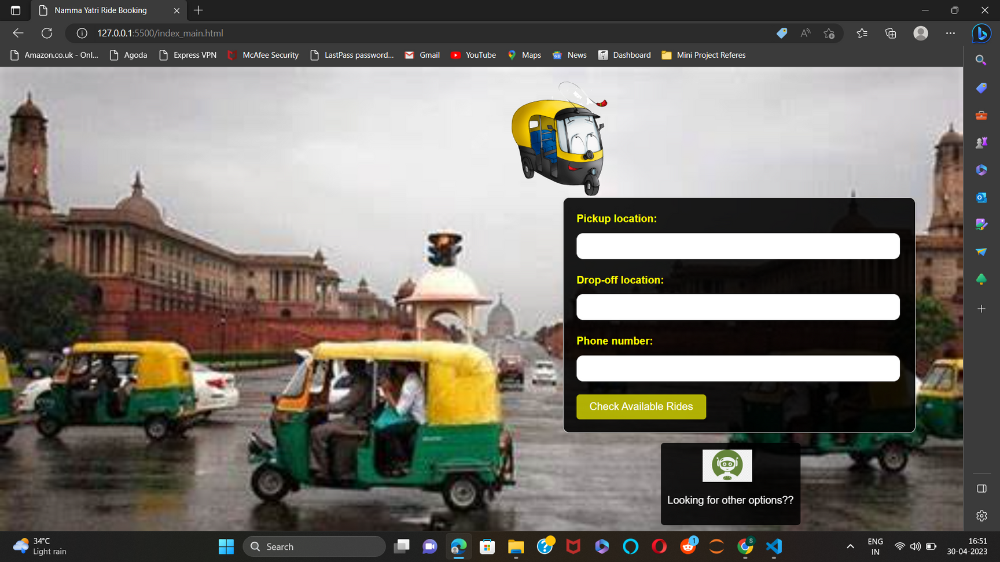 Namma Yatri Ride Booking
127.0.0.1:5500/index_main.html
Amazon.co.uk - Onl... Agoda Express VPN McAfee Security LastPass password... Gmail YouTube Maps News Dashboard Mini Project Referes
Pickup location:
Drop-off location:
Phone number:
Check Available Rides
Looking for other options??
34°C
Light rain
Search
1
S
ENG
IN
16:51
30-04-2023